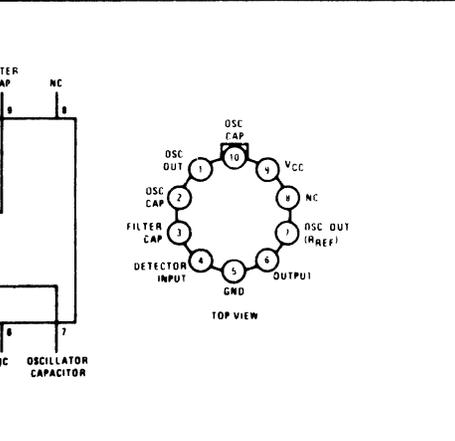 TER
AP
NC
9
8
6
7
OSCILLATOR
CAPACITOR
OSC
CAP
10
OSC
OUT
1
VCC
9
OSC
CAP
2
8
NC
FILTER
CAP
3
7
OSC OUT
(RREF)
DETECTOR
INPUT
4
5
GND
6
OUTPUT
TOP VIEW